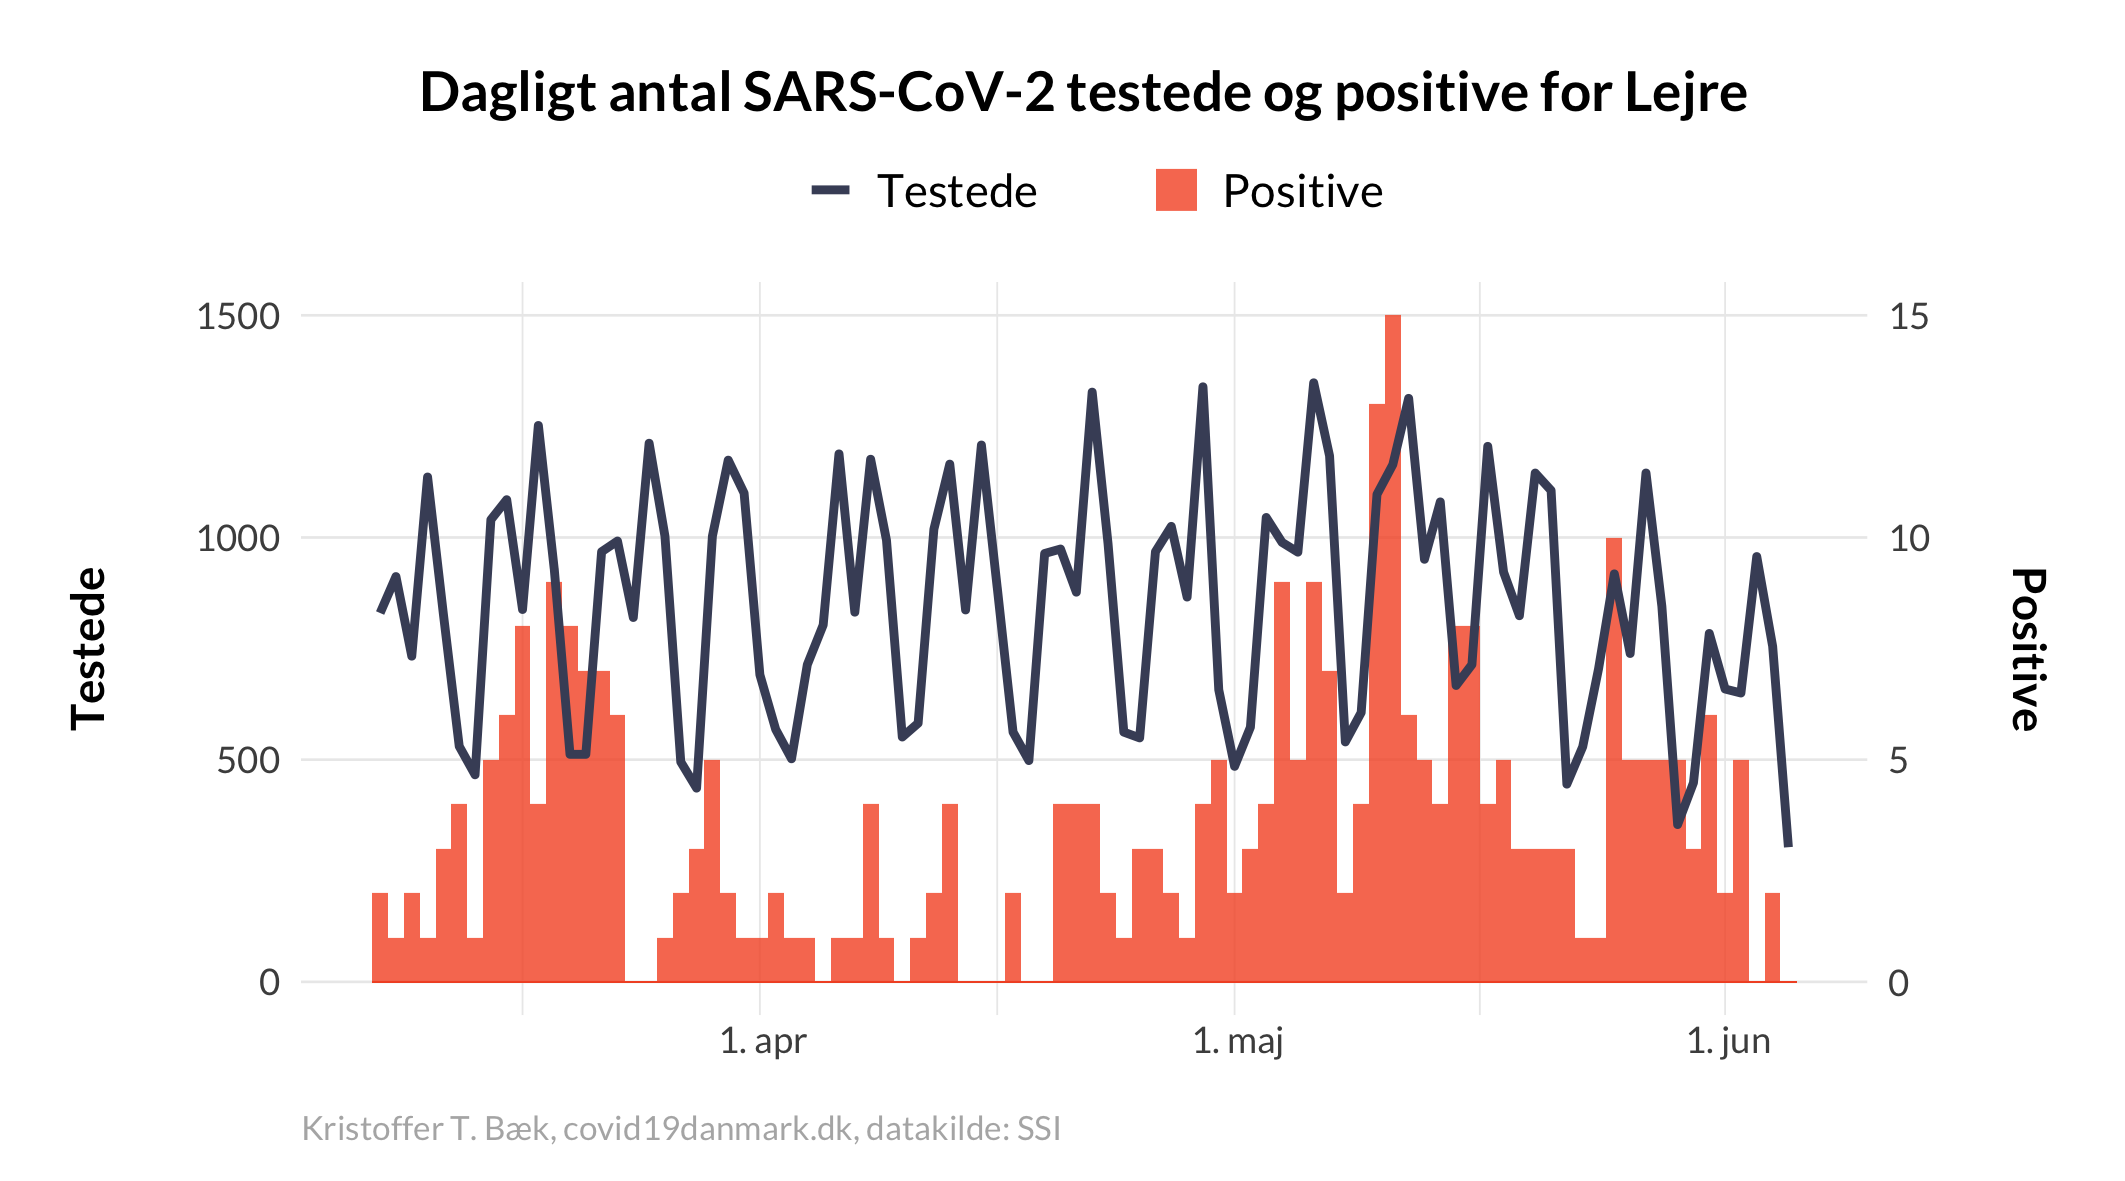 Dagligt antal SARS-CoV-2 testede og positive for Lejre
Testede Positive
1500 15
1000 10
500 5
0 0
Testede
Positive
1. apr 1. maj 1. jun
Kristoffer T. Bæk, covid19danmark.dk, datakilde: SSI